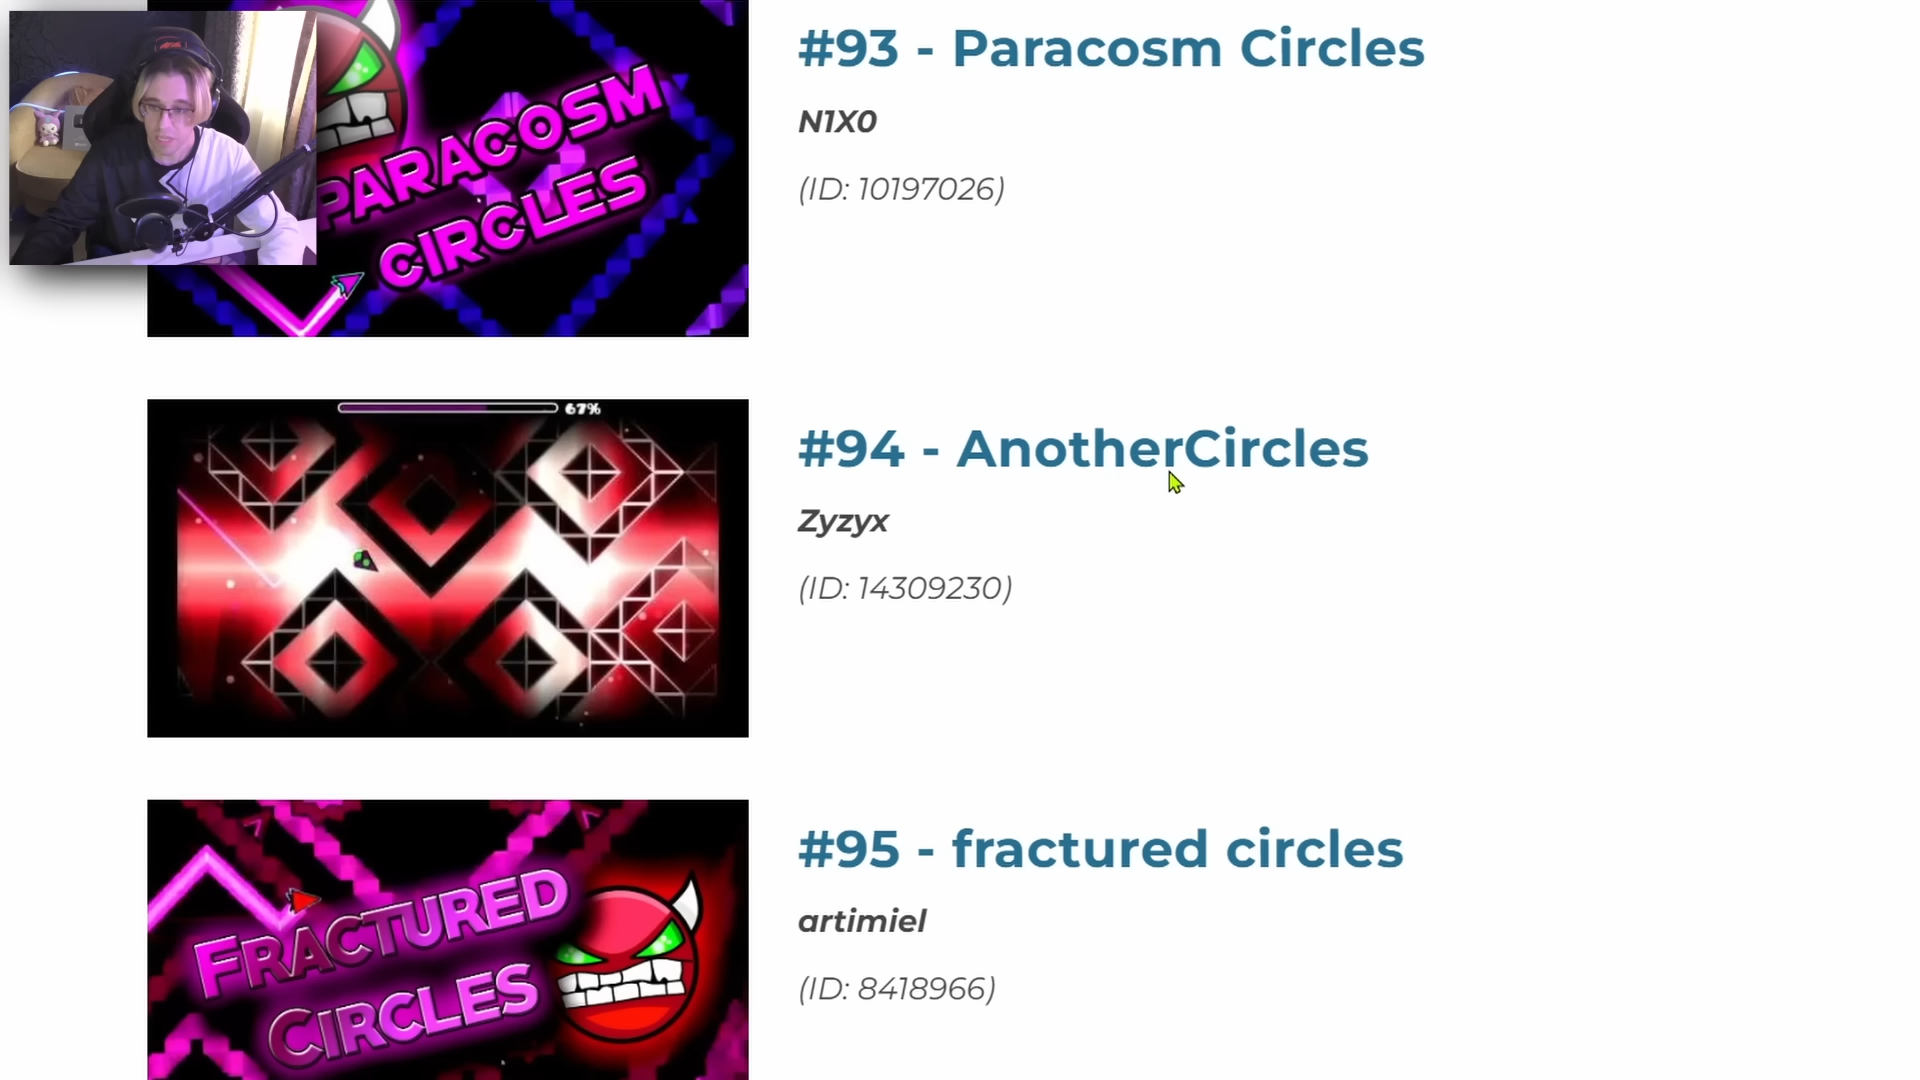 #93 - Paracosm Circles
N1X0
(ID: 10197026)
PARACOSM
CIRCLES
67%
#94 - AnotherCircles
Zyzyx
(ID: 14309230)
#95 - fractured circles
artimiel
(ID: 8418966)
FRACTURED
CIRCLES